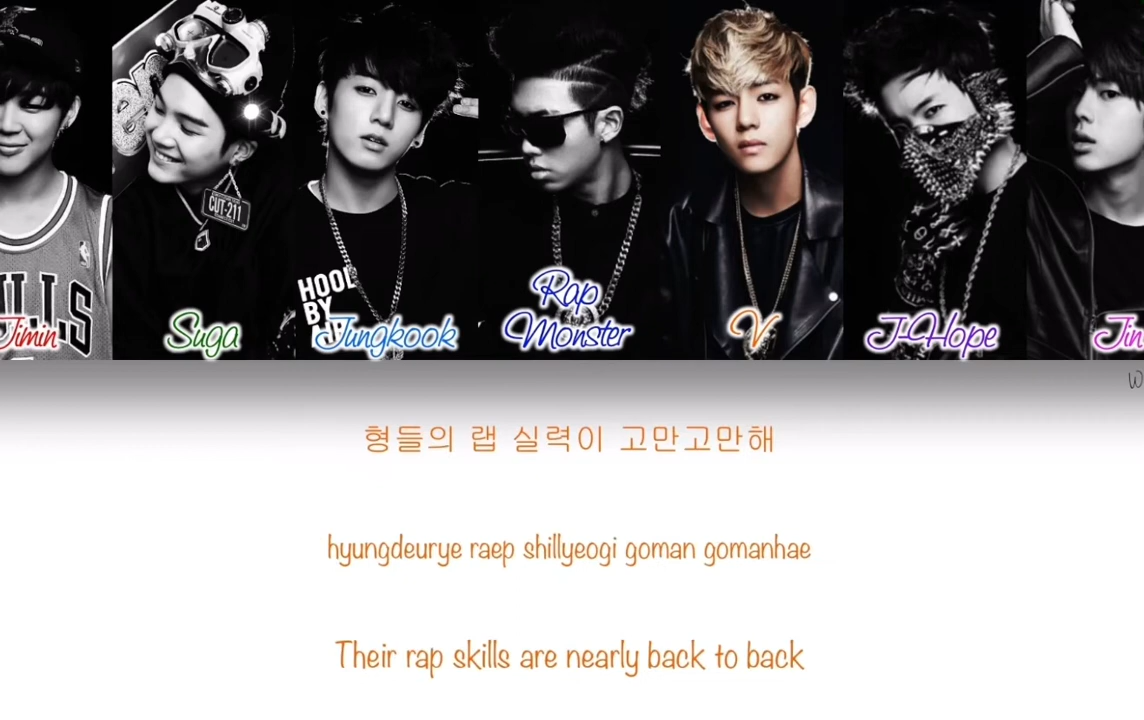 CUT-211
HOOD
BY
Jimin
Suga
Jungkook
Rap
Monster
V
J-Hope
형들의 랩 실력이 고만고만해
hyungdeurye raep shillyeogi goman gomanhae
Their rap skills are nearly back to back